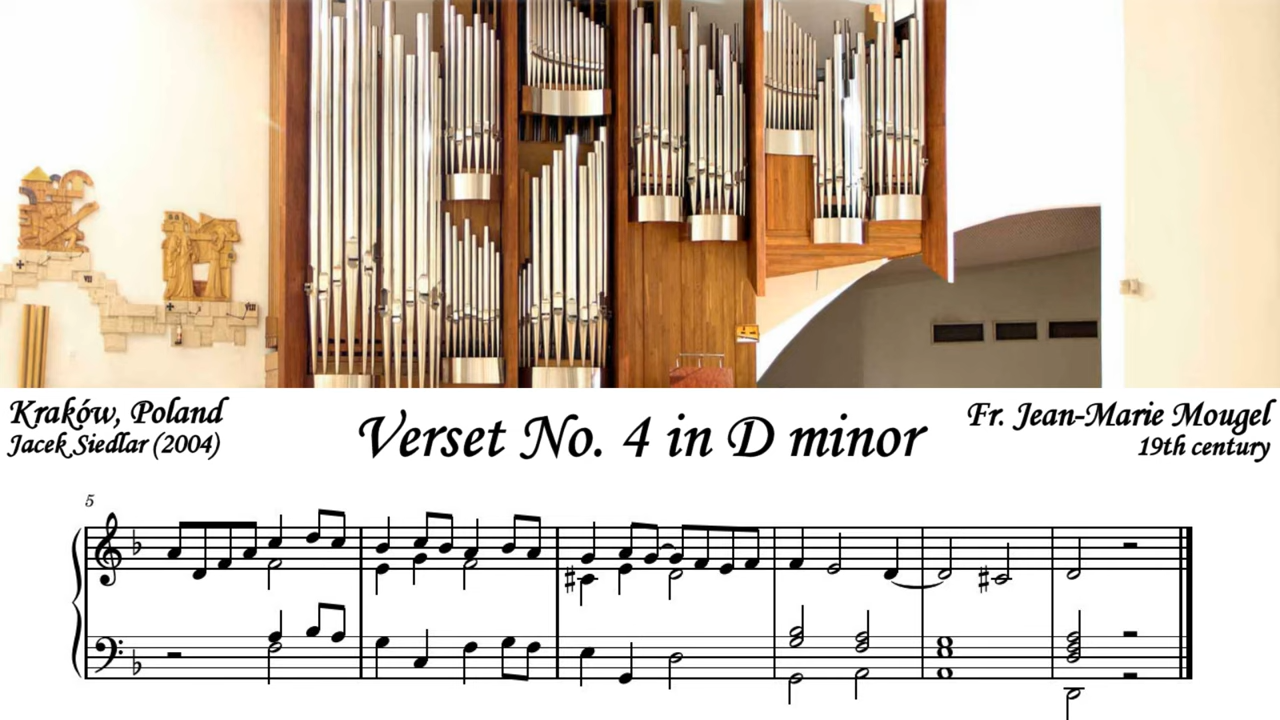 Kraków, Poland
Jacek Siedlar (2004)
Verset No. 4 in D minor
Fr. Jean-Marie Mougel
19th century
5